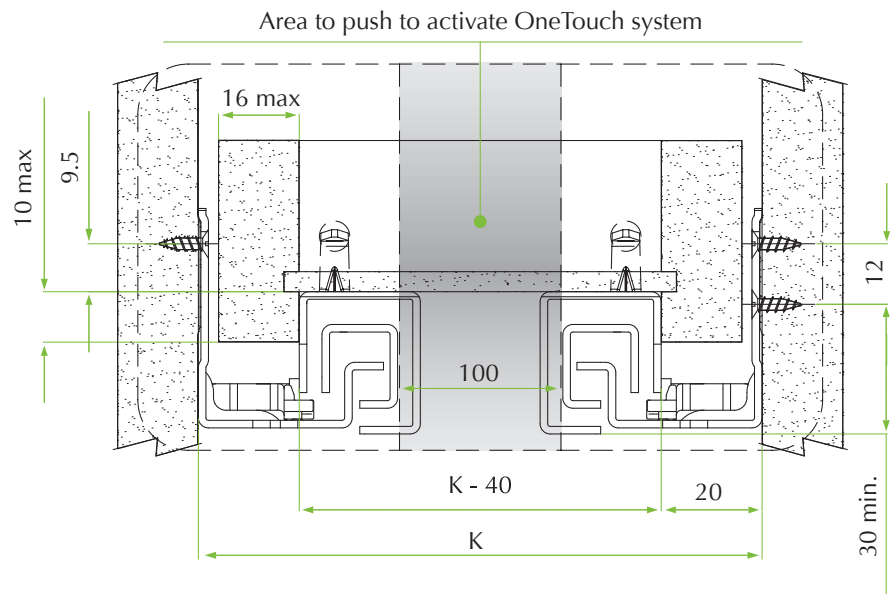 Area to push to activate OneTouch system
16 max
9.5
10 max
12
100
K - 40
20
K
30 min.